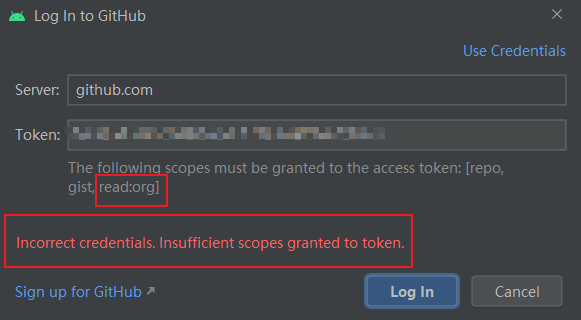 Log In to GitHub
Use Credentials
Server: github.com
Token:
The following scopes must be granted to the access token: [repo,
gist, read:org]
Incorrect credentials. Insufficient scopes granted to token.
Sign up for GitHub
Log In
Cancel